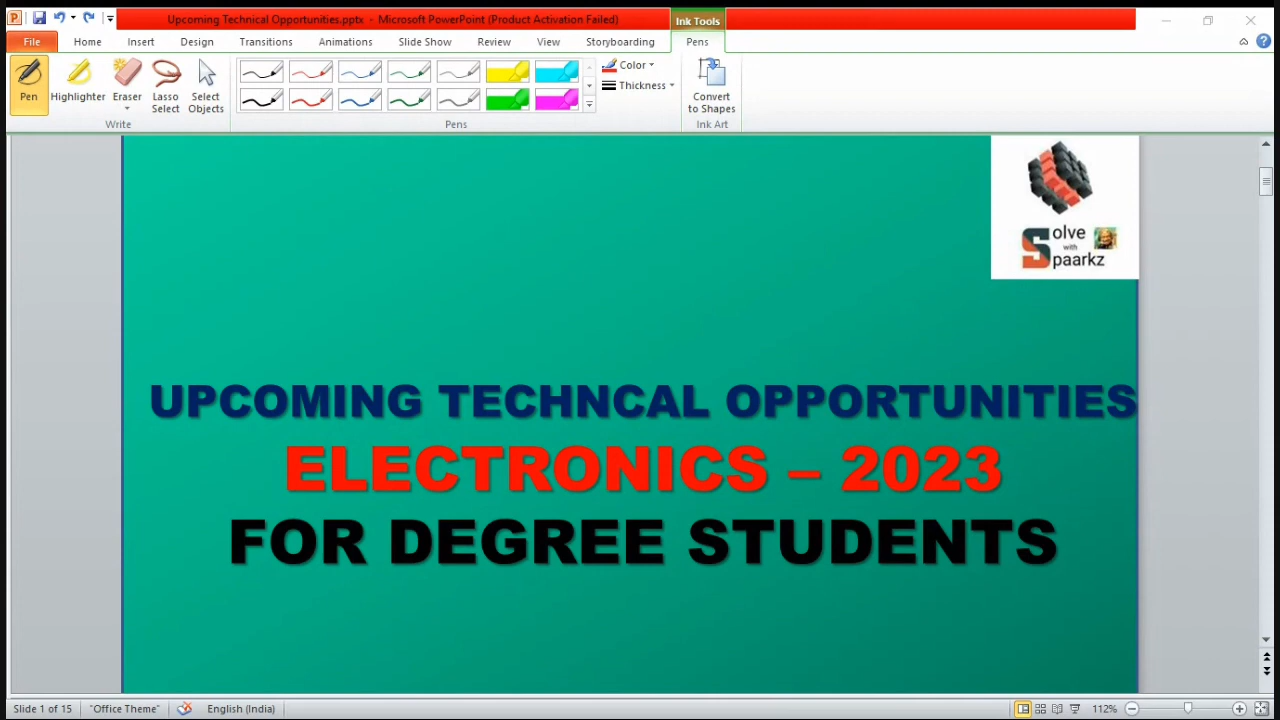 Upcoming Technical Opportunities.pptx - Microsoft PowerPoint (Product Activation Failed)
Ink Tools
File Home Insert Design Transitions Animations Slide Show Review View Storyboarding Pens
Pen Highlighter Eraser Lasso Select Select Objects
Color
Thickness
Convert to Shapes
Write Pens Ink Art
Solve
with
Spaarkz
UPCOMING TECHNCAL OPPORTUNITIES
ELECTRONICS – 2023
FOR DEGREE STUDENTS
Slide 1 of 15 "Office Theme" English (India) 112%